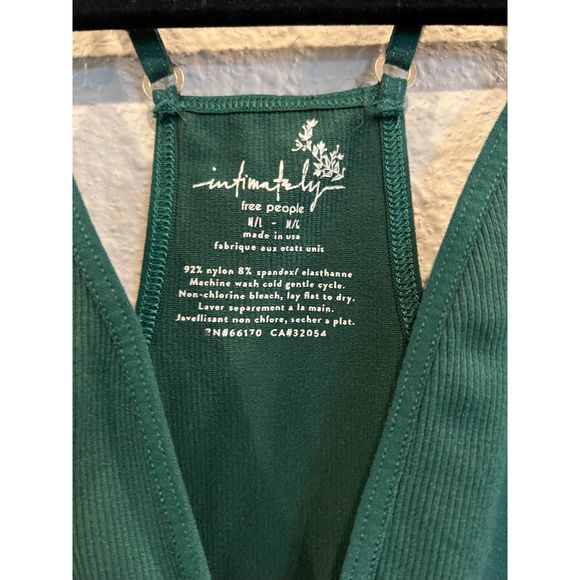 intimately
free people
M/L - M/G
made in usa
fabrique aux etats unis
92% nylon 8% spandex/ elasthanne
Machine wash cold gentle cycle.
Non-chlorine bleach, lay flat to dry.
Laver separement a la main.
Javellisant non chlore, secher a plat.
RN#66170 CA#32054